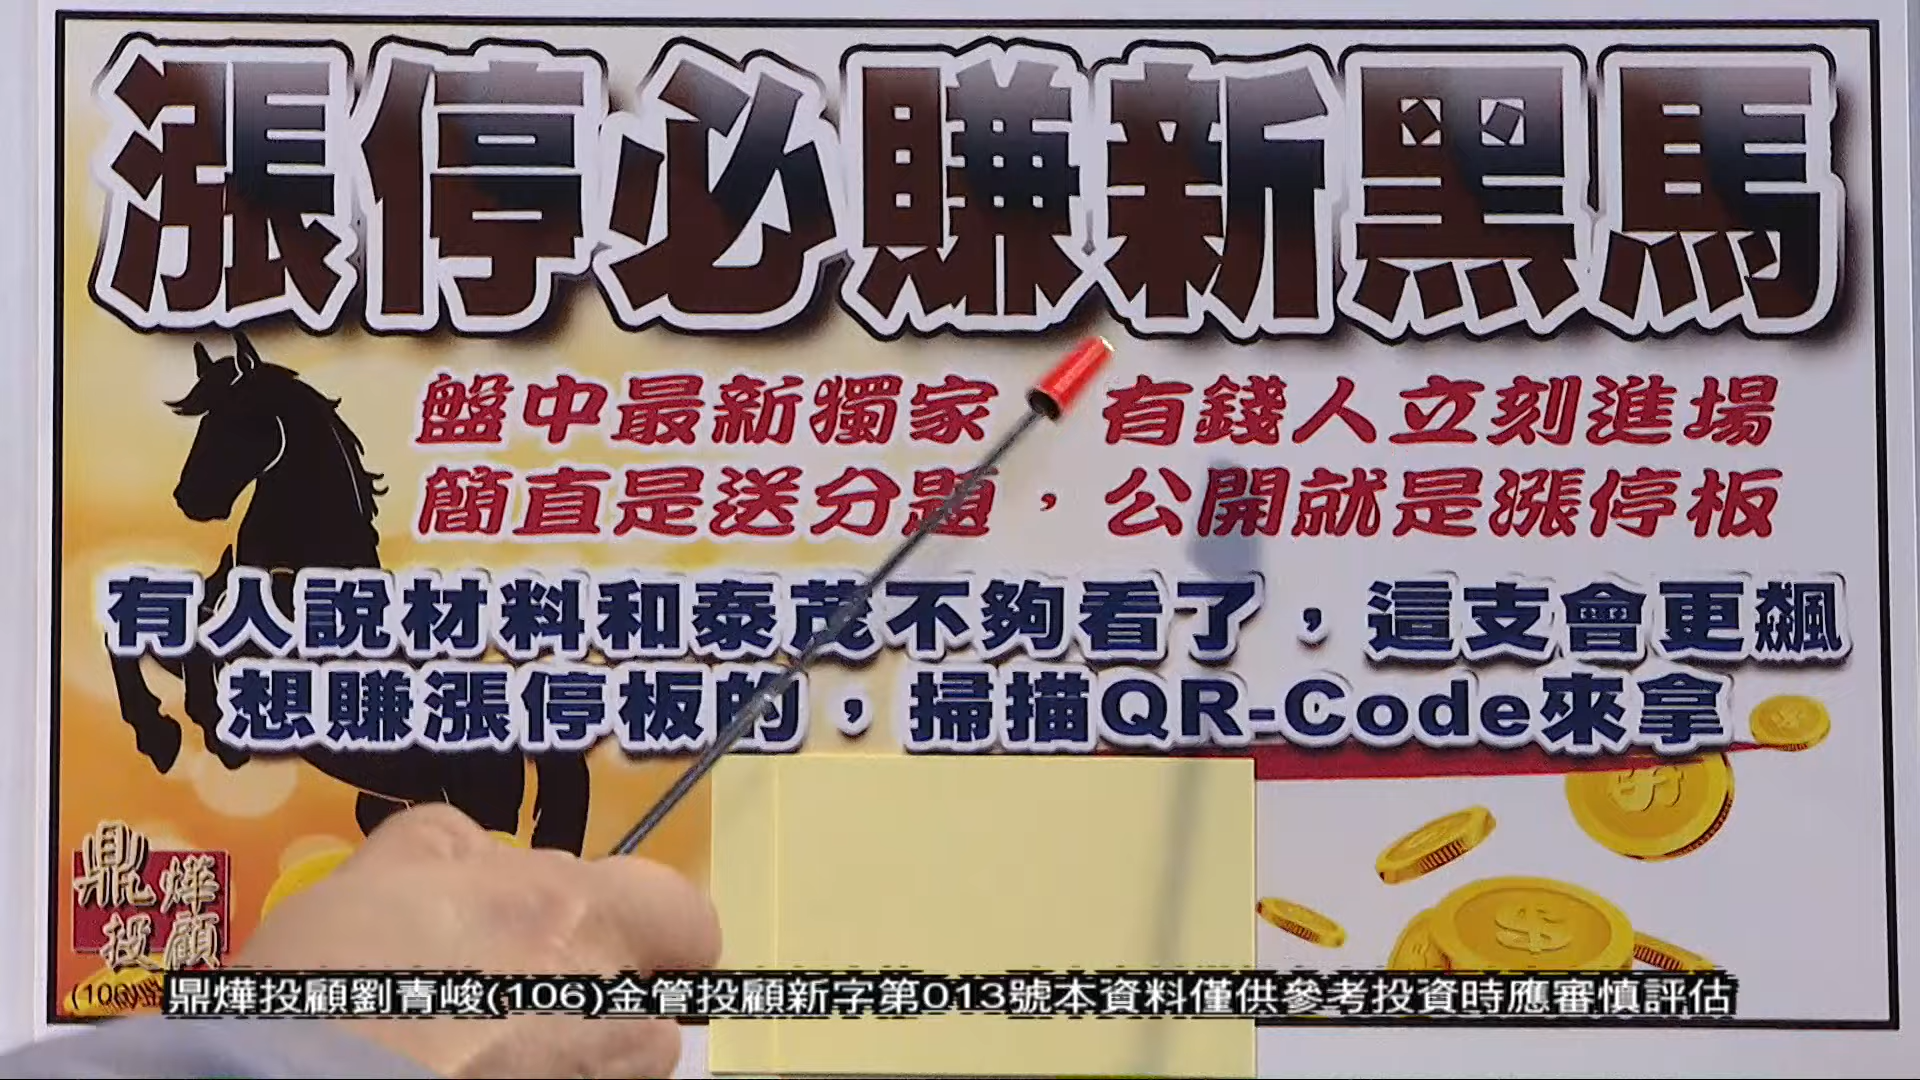 漲停必賺新黑馬
盤中最新獨家 有錢人立刻進場
簡直是送分題，公開就是漲停板
有人說材料和泰茂不夠看了，這支會更飆
想賺漲停板的，掃描QR-Code來拿
鼎燁
投顧
(106)金
鼎燁投顧劉青峻(106)金管投顧新字第013號本資料僅供參考投資時應審慎評估